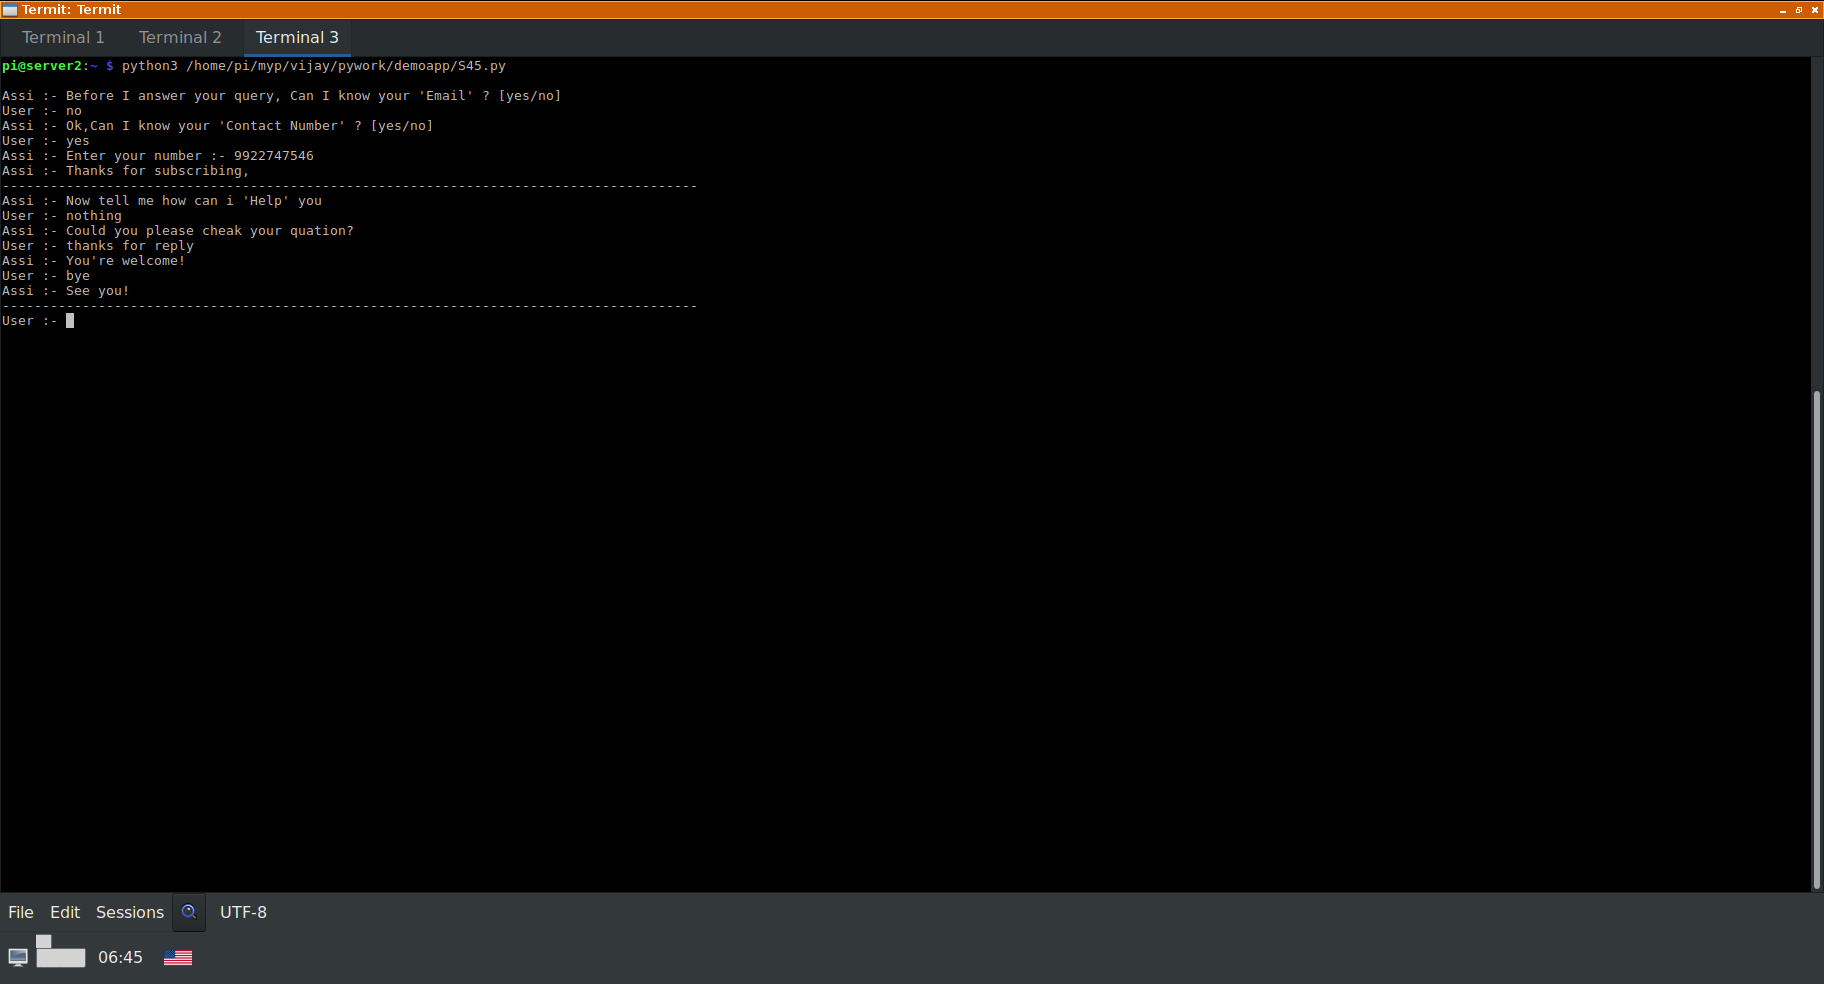 Termit: Termit
Terminal 1 Terminal 2 Terminal 3
pi@server2:~ $ python3 /home/pi/myp/vijay/pywork/demoapp/S45.py
Assi :- Before I answer your query, Can I know your 'Email' ? [yes/no]
User :- no
Assi :- Ok,Can I know your 'Contact Number' ? [yes/no]
User :- yes
Assi :- Enter your number :- 9922747546
Assi :- Thanks for subscribing,
---------------------------------------------------------------------------------------
Assi :- Now tell me how can i 'Help' you
User :- nothing
Assi :- Could you please cheak your quation?
User :- thanks for reply
Assi :- You're welcome!
User :- bye
Assi :- See you!
---------------------------------------------------------------------------------------
User :-
File Edit Sessions UTF-8
06:45